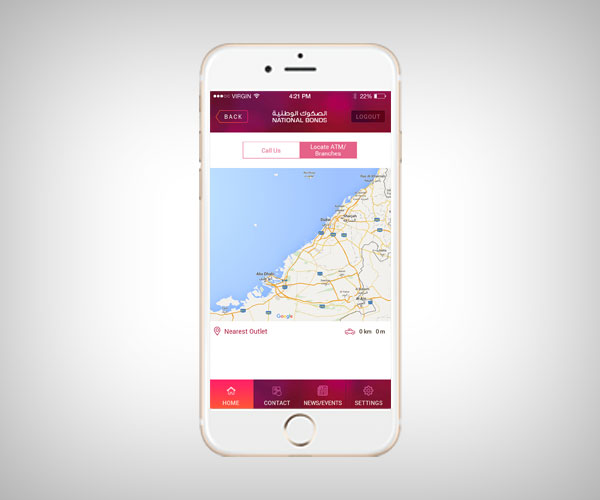 VIRGIN 4:21 PM 22%
BACK
الصكوك الوطنية
NATIONAL BONDS
LOGOUT
Call Us
Locate ATM/
Branches
Dubai
Sharjah
Abu Dhabi
Al Ain
Google
Nearest Outlet 0 km 0 m
HOME CONTACT NEWS/EVENTS SETTINGS